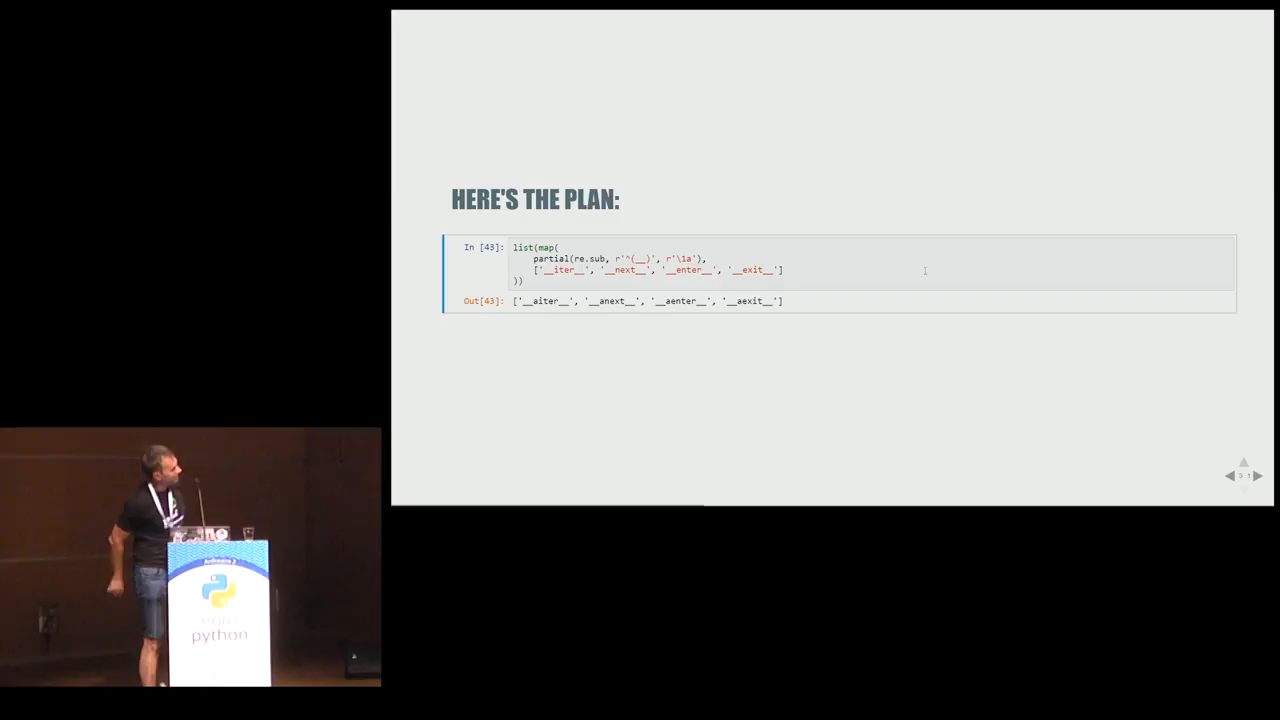 HERE'S THE PLAN:
In [43]: list(map(
partial(re.sub, r'^(__)', r'\1a'),
['__iter__', '__next__', '__enter__', '__exit__']
))
Out[43]: ['__aiter__', '__anext__', '__aenter__', '__aexit__']
python